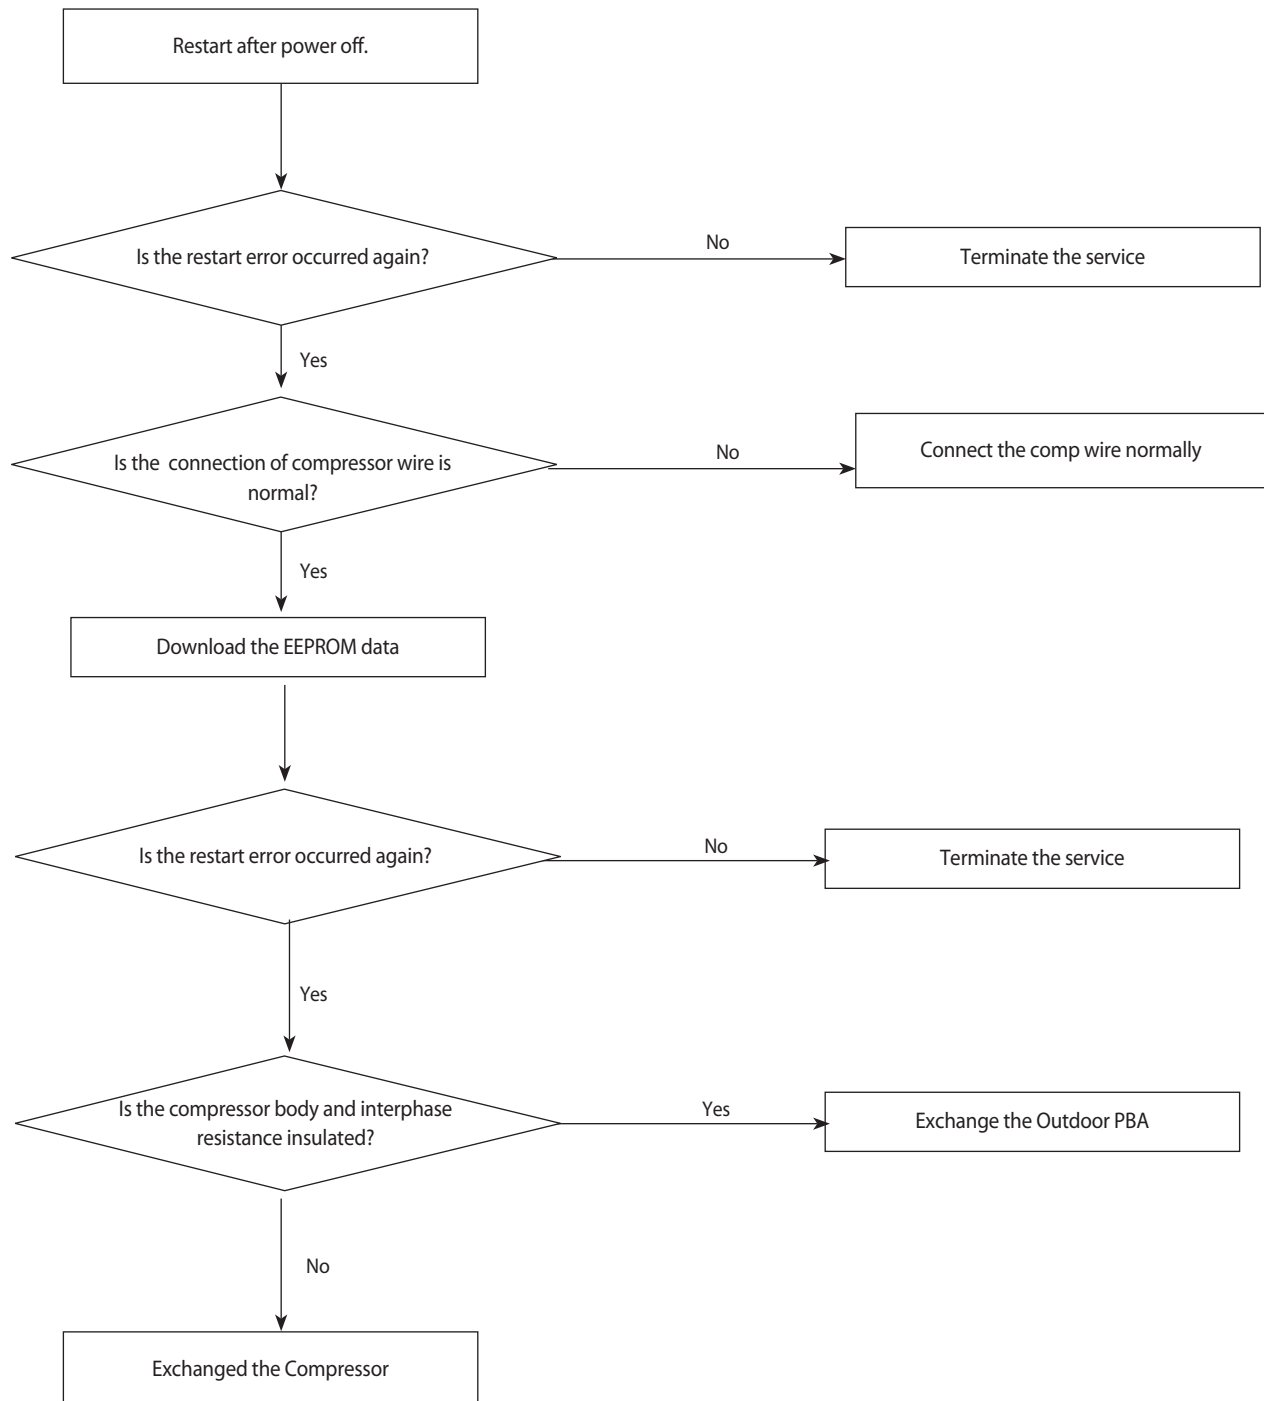 Restart after power off.
Is the restart error occurred again?
No
Terminate the service
Yes
Is the  connection of compressor wire is
normal?
No
Connect the comp wire normally
Yes
Download the EEPROM data
Is the restart error occurred again?
No
Terminate the service
Yes
Is the compressor body and interphase
resistance insulated?
Yes
Exchange the Outdoor PBA
No
Exchanged the Compressor